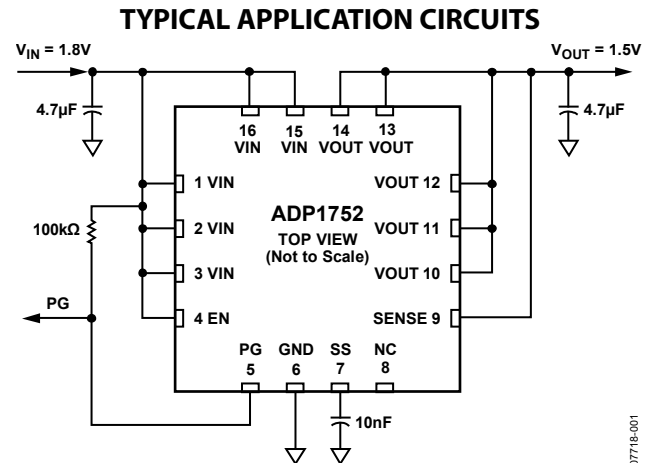 TYPICAL APPLICATION CIRCUITS
VIN = 1.8V
VOUT = 1.5V
4.7µF
4.7µF
16
VIN
15
VIN
14
VOUT
13
VOUT
1 VIN
VOUT 12
ADP1752
TOP VIEW
(Not to Scale)
100kΩ
2 VIN
VOUT 11
3 VIN
VOUT 10
PG
4 EN
SENSE 9
PG
5
GND
6
SS
7
NC
8
10nF
07718-001